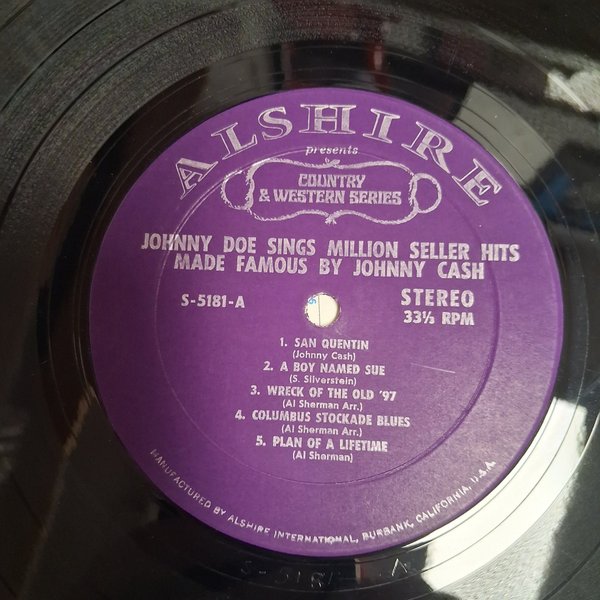 ALSHIRE
presents
COUNTRY
& WESTERN SERIES
JOHNNY DOE SINGS MILLION SELLER HITS
MADE FAMOUS BY JOHNNY CASH
S-5181-A
STEREO
33⅓ RPM
1. SAN QUENTIN
(Johnny Cash)
2. A BOY NAMED SUE
(S. Silverstein)
3. WRECK OF THE OLD '97
(Al Sherman Arr.)
4. COLUMBUS STOCKADE BLUES
(Al Sherman Arr.)
5. PLAN OF A LIFETIME
(Al Sherman)
MANUFACTURED BY ALSHIRE INTERNATIONAL, BURBANK, CALIFORNIA, U.S.A.
S-5181 A